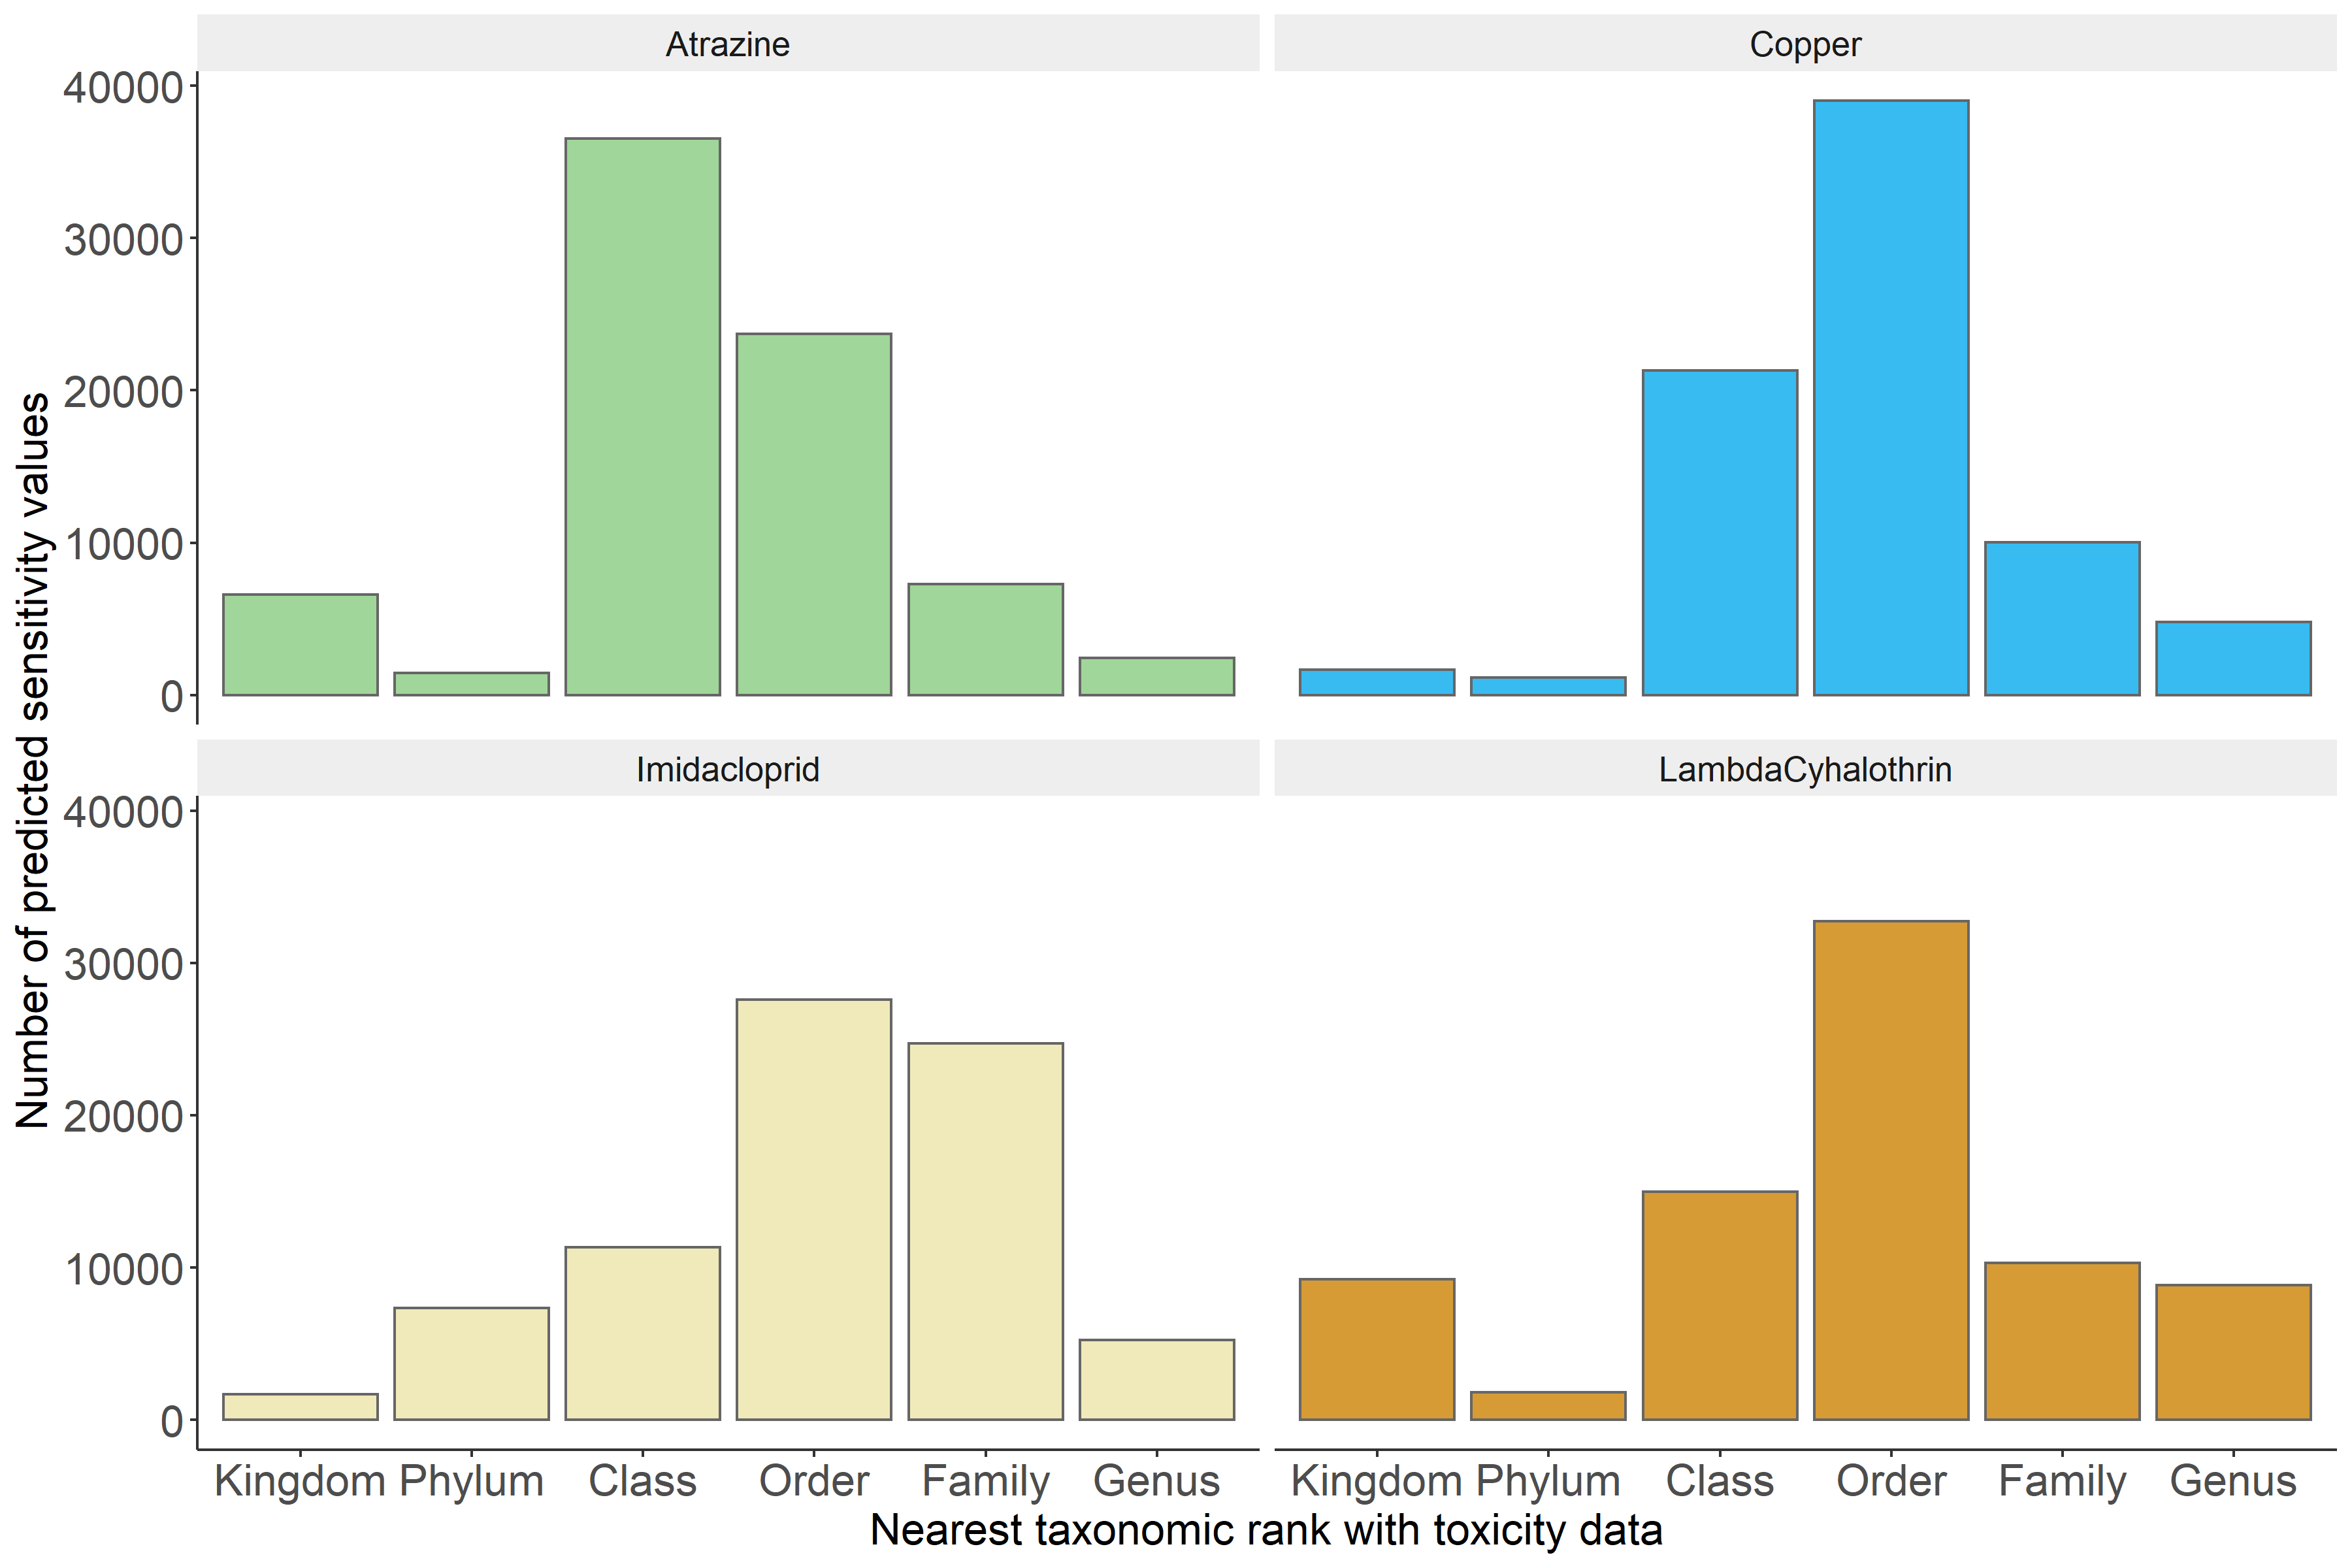 Atrazine
Copper
40000
30000
20000
10000
0
Imidacloprid
LambdaCyhalothrin
40000
30000
20000
10000
0
Kingdom Phylum Class Order Family Genus
Kingdom Phylum Class Order Family Genus
Nearest taxonomic rank with toxicity data
Number of predicted sensitivity values